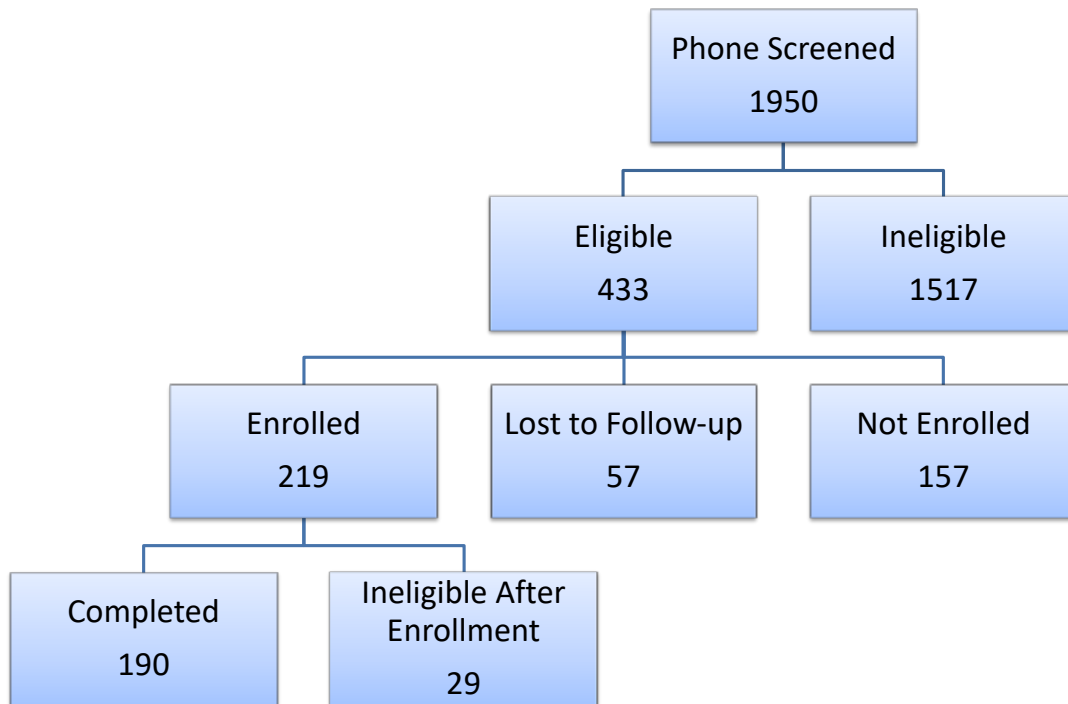 Phone Screened
1950
Eligible
433
Ineligible
1517
Enrolled
219
Lost to Follow-up
57
Not Enrolled
157
Completed
190
Ineligible After
Enrollment
29